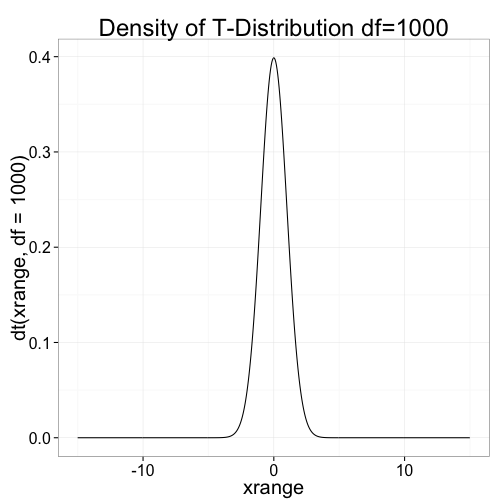 Density of T-Distribution df=1000
dt(xrange, df = 1000)
0.4
0.3
0.2
0.1
0.0
-10 0 10
xrange